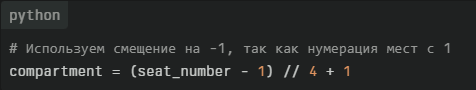 python
# Используем смещение на -1, так как нумерация мест с 1
compartment = (seat_number - 1) // 4 + 1